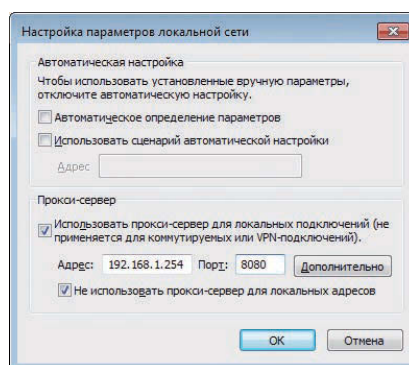 Настройка параметров локальной сети
Автоматическая настройка
Чтобы использовать установленные вручную параметры,
отключите автоматическую настройку.
Автоматическое определение параметров
Использовать сценарий автоматической настройки
Адрес
Прокси-сервер
Использовать прокси-сервер для локальных подключений (не
применяется для коммутируемых или VPN-подключений).
Адрес: 192.168.1.254 Порт: 8080 Дополнительно
Не использовать прокси-сервер для локальных адресов
ОК Отмена